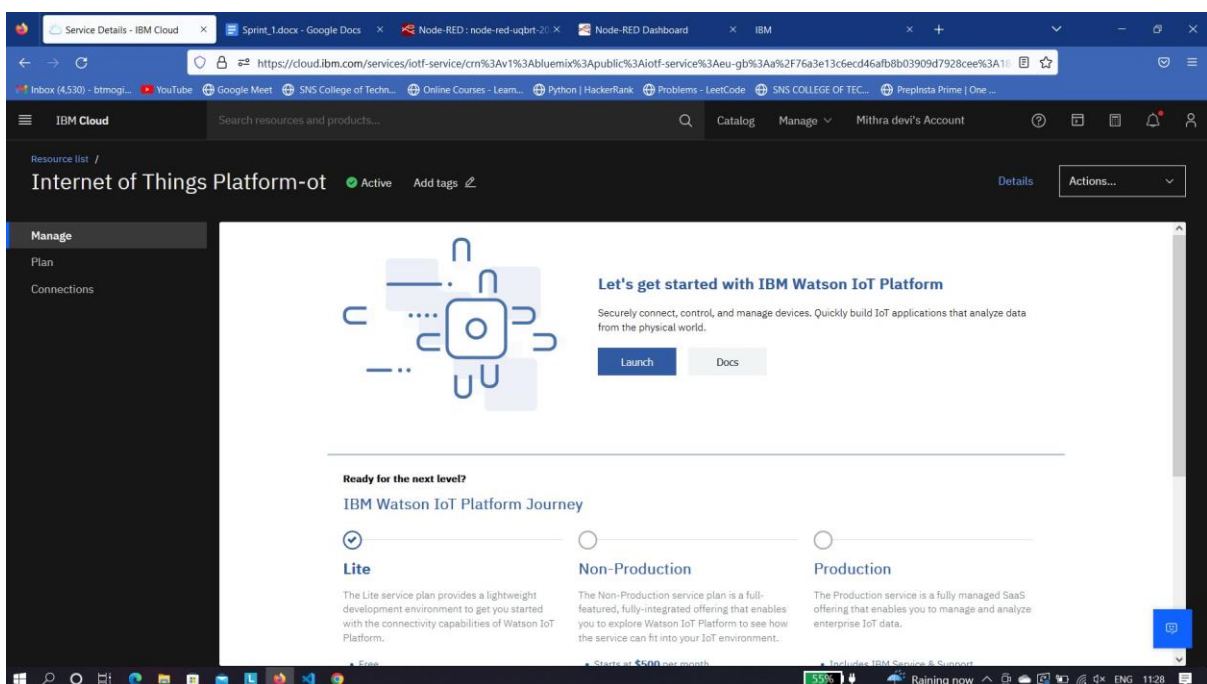 Service Details - IBM Cloud
Sprint_1.docx - Google Docs
Node-RED : node-red-uqbrt-20
Node-RED Dashboard
IBM
https://cloud.ibm.com/services/iotf-service/crn%3Av1%3Abluemix%3Apublic%3Aiotf-service%3Aeu-gb%3Aa%2F76a3e13c6ecd46afb8b03909d7928cee%3A18
Inbox (4,530) - btmogi...
YouTube
Google Meet
SNS College of Techn...
Online Courses - Learn...
Python | HackerRank
Problems - LeetCode
SNS COLLEGE OF TEC...
PrepInsta Prime | One ...
IBM Cloud
Search resources and products...
Catalog
Manage
Mithra devi's Account
Resource list /
Internet of Things Platform-ot
Active
Add tags
Details
Actions...
Manage
Plan
Connections
Let's get started with IBM Watson IoT Platform
Securely connect, control, and manage devices. Quickly build IoT applications that analyze data
from the physical world.
Launch
Docs
Ready for the next level?
IBM Watson IoT Platform Journey
Lite
The Lite service plan provides a lightweight
development environment to get you started
with the connectivity capabilities of Watson IoT
Platform.
• Free
Non-Production
The Non-Production service plan is a full-
featured, fully-integrated offering that enables
you to explore Watson IoT Platform to see how
the service can fit into your IoT environment.
• Starts at $500 per month
Production
The Production service is a fully managed SaaS
offering that enables you to manage and analyze
enterprise IoT data.
• Includes IBM Service & Support
55%
Raining now
ENG
11:28